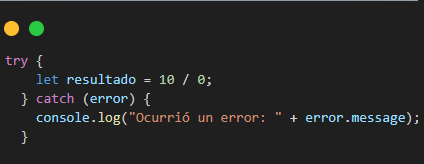 try {
    let resultado = 10 / 0;
  } catch (error) {
    console.log("Ocurrió un error: " + error.message);
  }